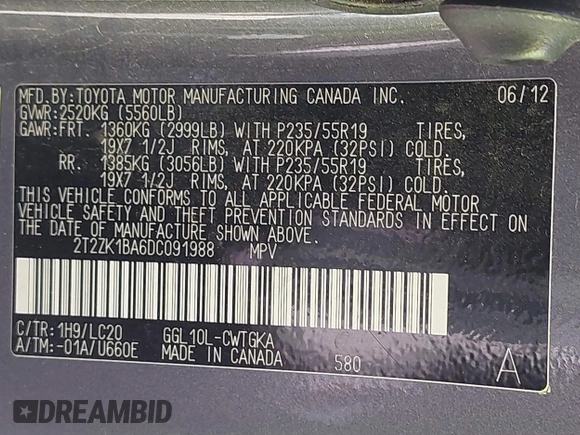 MFD.BY:TOYOTA MOTOR MANUFACTURING CANADA INC. 06/12
GVWR:2520KG (5560LB)
GAWR:FRT. 1360KG (2999LB) WITH P235/55R19 TIRES,
19X7 1/2J RIMS, AT 220KPA (32PSI) COLD.
RR. 1385KG (3056LB) WITH P235/55R19 TIRES,
19X7 1/2J RIMS, AT 220KPA (32PSI) COLD.
THIS VEHICLE CONFORMS TO ALL APPLICABLE FEDERAL MOTOR
VEHICLE SAFETY AND THEFT PREVENTION STANDARDS IN EFFECT ON
THE DATE OF MANUFACTURE SHOWN ABOVE.
2T2ZK1BA6DC091988 MPV
C/TR:1H9/LC20 GGL10L-CWTGKA
A/TM:-01A/U660E MADE IN CANADA 580 A
DREAMBID